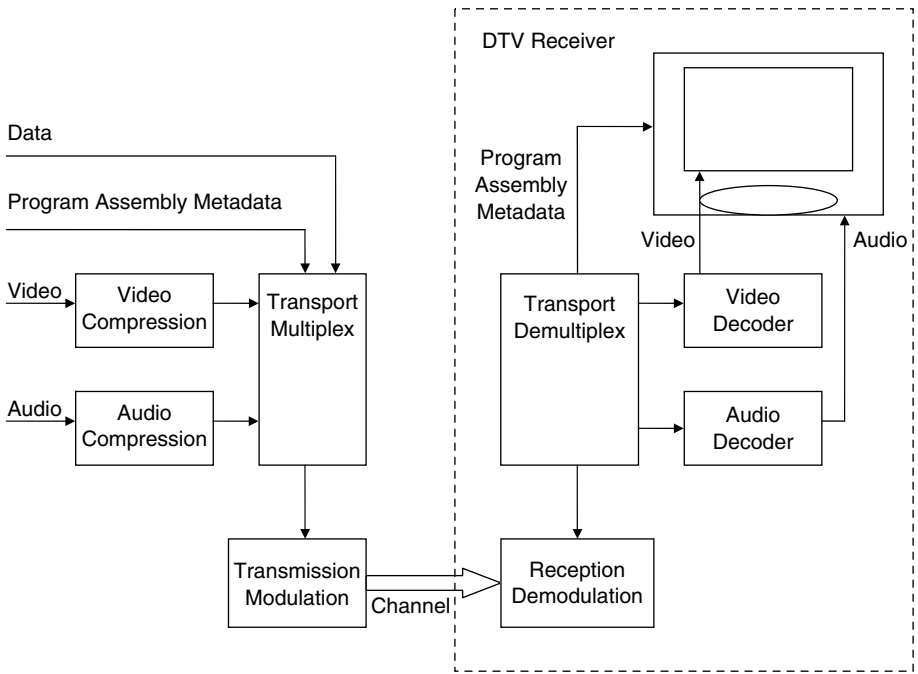 DTV Receiver
Data
Program Assembly Metadata
Video
Video
Compression
Audio
Audio
Compression
Transport
Multiplex
Transmission
Modulation
Channel
Program
Assembly
Metadata
Video
Audio
Transport
Demultiplex
Video
Decoder
Audio
Decoder
Reception
Demodulation